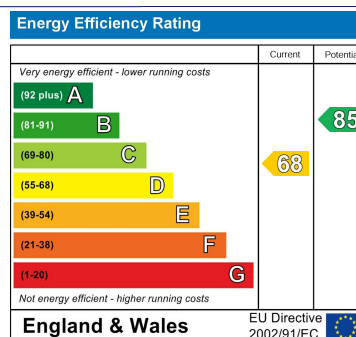 Energy Efficiency Rating
Current Potential
Very energy efficient - lower running costs
(92 plus) A
(81-91) B
85
(69-80) C
68
(55-68) D
(39-54) E
(21-38) F
(1-20) G
Not energy efficient - higher running costs
England & Wales
EU Directive
2002/91/EC